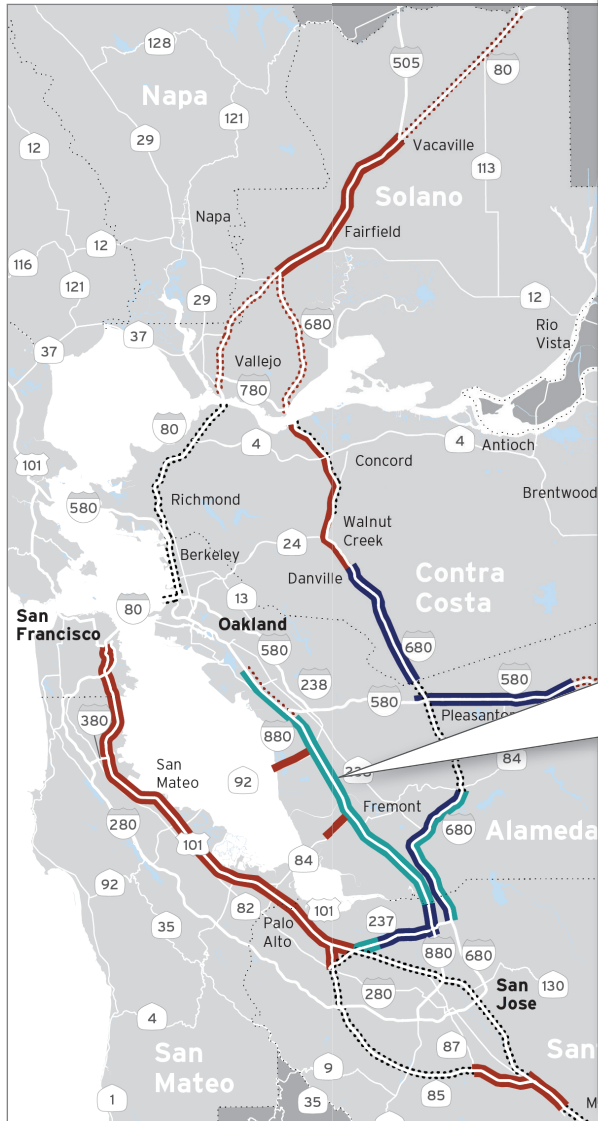 128
505
80
Napa
121
29
Vacaville
12
113
Solano
Napa
Fairfield
12
116
121
29
12
680
Rio
Vista
37
37
Vallejo
780
80
4
4
Antioch
101
Concord
Brentwood
Richmond
580
Walnut
Creek
24
Berkeley
Danville
Contra
Costa
13
80
San
Francisco
Oakland
580
680
238
580
580
Pleasanto
380
880
238
84
San
Mateo
92
Fremont
280
680
Alameda
101
84
92
82
101
237
35
Palo
Alto
880
680
San
Jose
130
280
4
87
San
San
Mateo
9
85
1
35
M